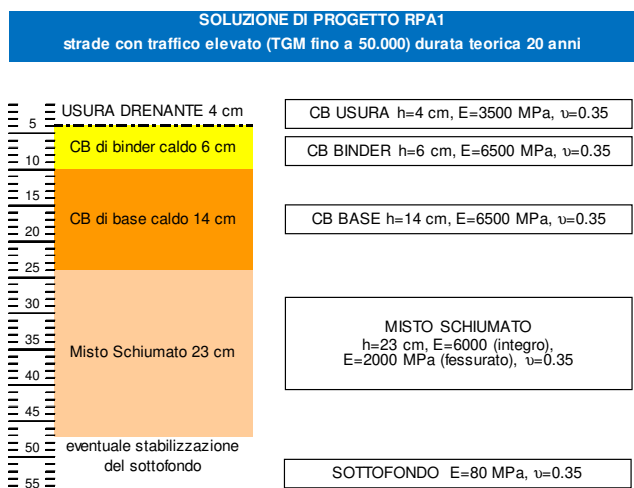 SOLUZIONE DI PROGETTO RPA1
strade con traffico elevato (TGM fino a 50.000) durata teorica 20 anni
USURA DRENANTE 4 cm
CB USURA h=4 cm, E=3500 MPa, υ=0.35
5
CB di binder caldo 6 cm
CB BINDER h=6 cm, E=6500 MPa, υ=0.35
10
15
CB di base caldo 14 cm
CB BASE h=14 cm, E=6500 MPa, υ=0.35
20
25
30
MISTO SCHIUMATO
h=23 cm, E=6000 (integro),
E=2000 MPa (fessurato), υ=0.35
35
Misto Schiumato 23 cm
40
45
50
eventuale stabilizzazione
del sottofondo
SOTTOFONDO E=80 MPa, υ=0.35
55